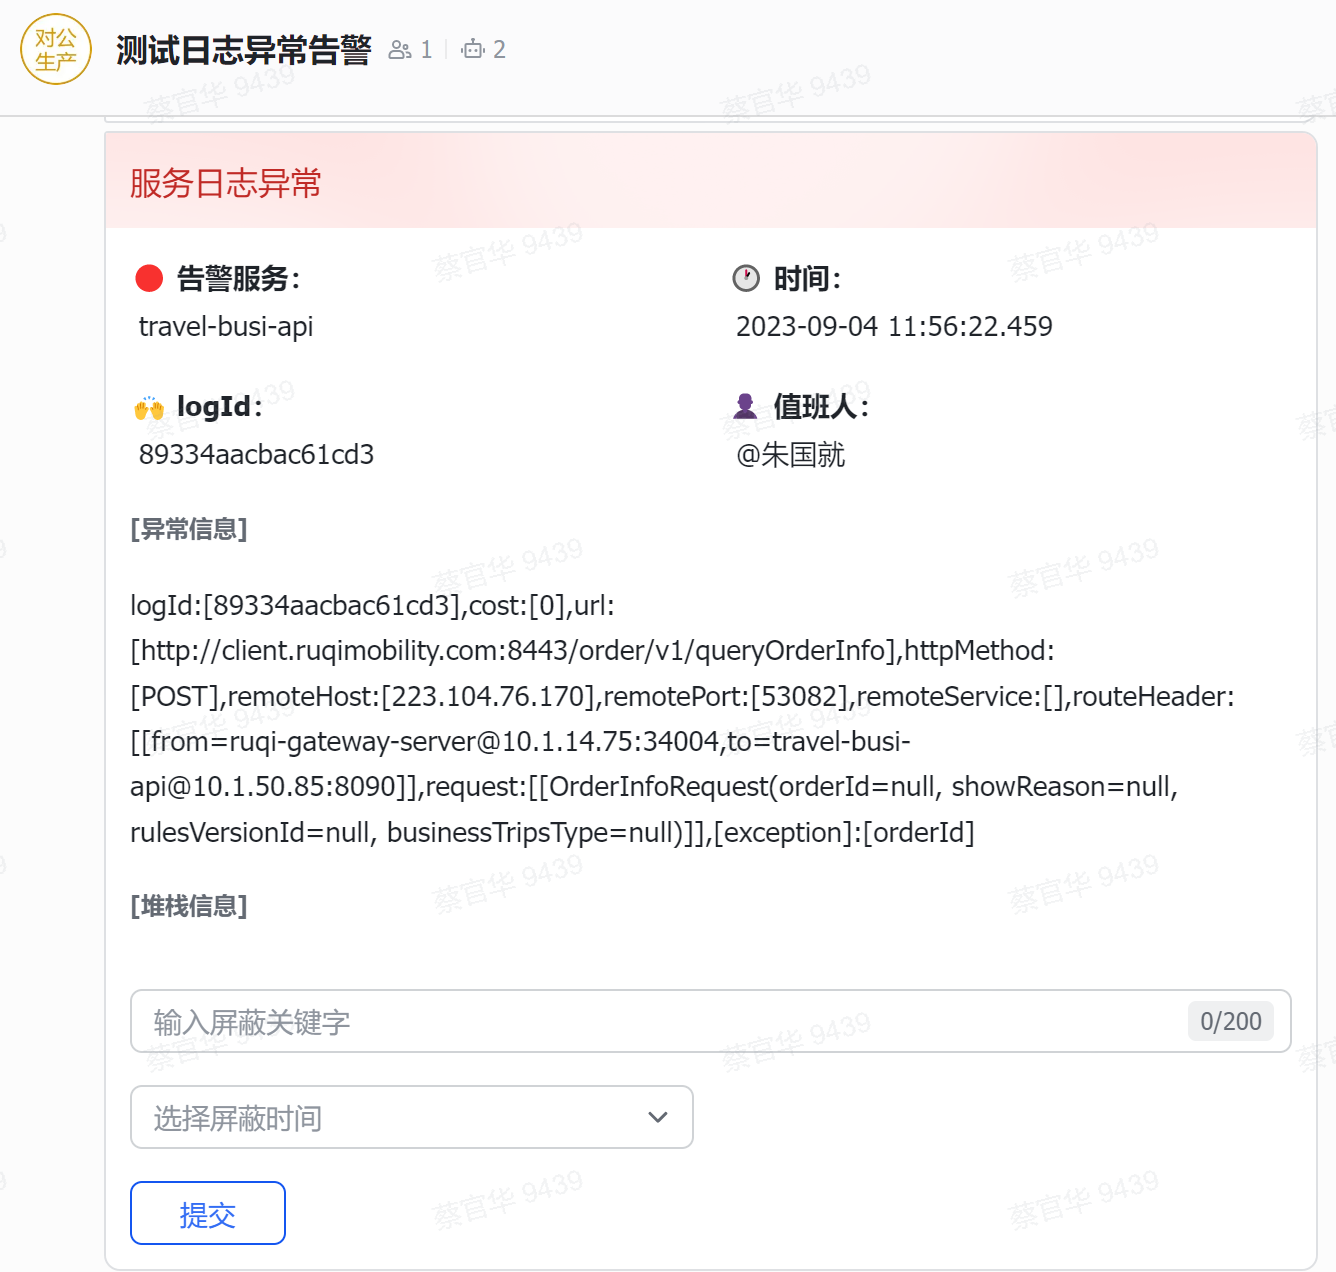 对公
生产
测试日志异常告警 1 2
服务日志异常
告警服务： 时间：
travel-busi-api 2023-09-04 11:56:22.459
logId： 值班人：
89334aacbac61cd3 @朱国就
[异常信息]
logId:[89334aacbac61cd3],cost:[0],url:
[http://client.ruqimobility.com:8443/order/v1/queryOrderInfo],httpMethod:
[POST],remoteHost:[223.104.76.170],remotePort:[53082],remoteService:[],routeHeader:
[[from=ruqi-gateway-server@10.1.14.75:34004,to=travel-busi-
api@10.1.50.85:8090]],request:[[OrderInfoRequest(orderId=null, showReason=null,
rulesVersionId=null, businessTripsType=null)]],[exception]:[orderId]
[堆栈信息]
输入屏蔽关键字 0/200
选择屏蔽时间
提交
蔡官华 9439